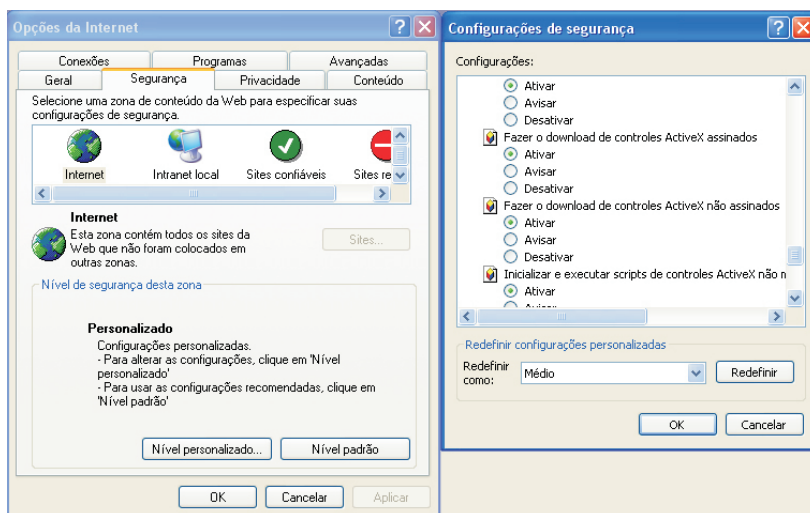 Opções da Internet
Conexões Programas Avançadas
Geral Segurança Privacidade Conteúdo
Selecione uma zona de conteúdo da Web para especificar suas
configurações de segurança.
Internet Intranet local Sites confiáveis Sites re
Internet
Esta zona contém todos os sites da
Web que não foram colocados em
outras zonas.
Sites...
Nível de segurança desta zona
Personalizado
Configurações personalizadas.
- Para alterar as configurações, clique em 'Nível
personalizado'
- Para usar as configurações recomendadas, clique em
'Nível padrão'
Nível personalizado... Nível padrão
OK Cancelar Aplicar
Configurações de segurança
Configurações:
Ativar
Avisar
Desativar
Fazer o download de controles ActiveX assinados
Ativar
Avisar
Desativar
Fazer o download de controles ActiveX não assinados
Ativar
Avisar
Desativar
Inicializar e executar scripts de controles ActiveX não n
Ativar
Redefinir configurações personalizadas
Redefinir
como:
Médio
Redefinir
OK Cancelar